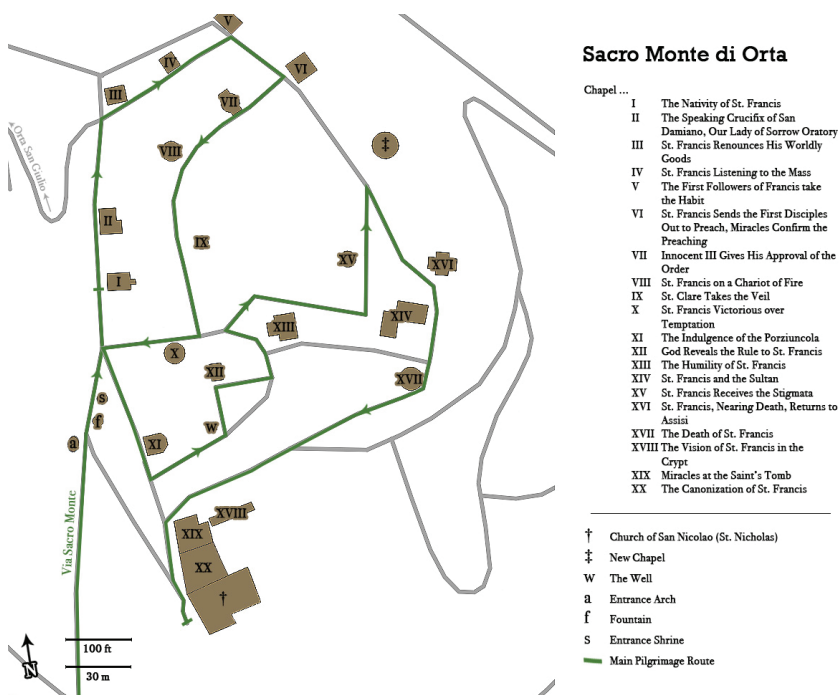 V
IV
VI
III
VII
‡
Orta San Giulio
VIII
II
IX
XV
XVI
I
XIV
XIII
X
XII
XVII
s
f
w
a
XI
Via Sacro Monte
XVIII
XIX
XX
†
100 ft
30 m
N
Sacro Monte di Orta
Chapel ...
I The Nativity of St. Francis
II The Speaking Crucifix of San
Damiano, Our Lady of Sorrow Oratory
III St. Francis Renounces His Worldly
Goods
IV St. Francis Listening to the Mass
V The First Followers of Francis take
the Habit
VI St. Francis Sends the First Disciples
Out to Preach, Miracles Confirm the
Preaching
VII Innocent III Gives His Approval of the
Order
VIII St. Francis on a Chariot of Fire
IX St. Clare Takes the Veil
X St. Francis Victorious over
Temptation
XI The Indulgence of the Porziuncola
XII God Reveals the Rule to St. Francis
XIII The Humility of St. Francis
XIV St. Francis and the Sultan
XV St. Francis Receives the Stigmata
XVI St. Francis, Nearing Death, Returns to
Assisi
XVII The Death of St. Francis
XVIII The Vision of St. Francis in the
Crypt
XIX Miracles at the Saint's Tomb
XX The Canonization of St. Francis
† Church of San Nicolao (St. Nicholas)
‡ New Chapel
w The Well
a Entrance Arch
f Fountain
s Entrance Shrine
Main Pilgrimage Route